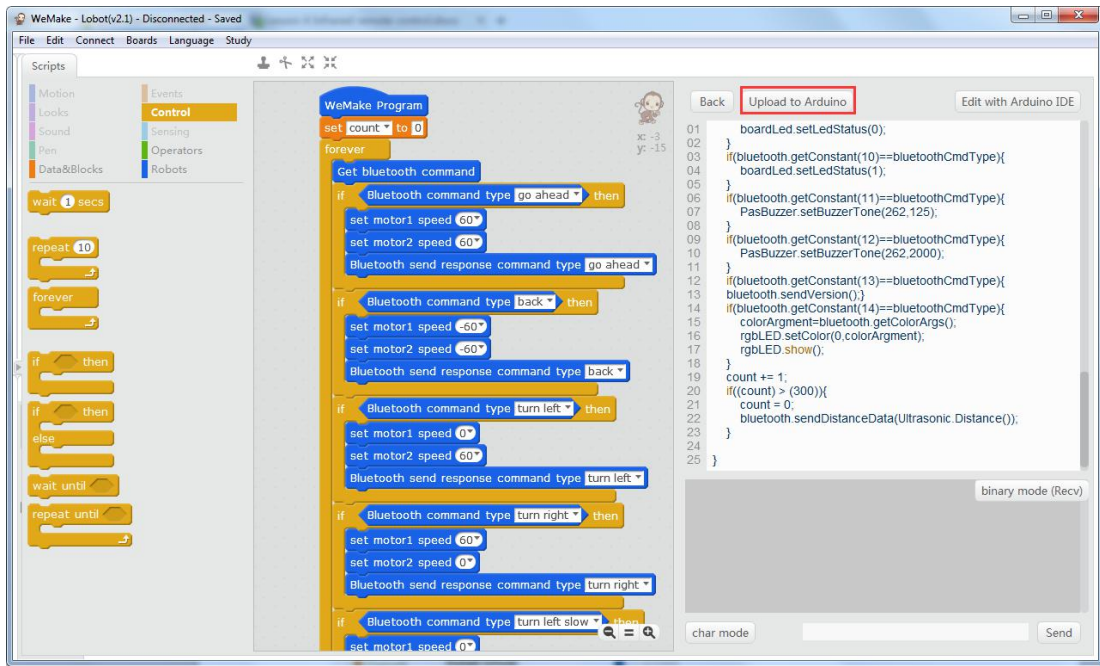 WeMake - Lobot(v2.1) - Disconnected - Saved
File Edit Connect Boards Language Study
Scripts
Motion Events
Looks Control
Sound Sensing
Pen Operators
Data&Blocks Robots
wait 1 secs
repeat 10
forever
if then
if then
else
wait until
repeat until
WeMake Program
set count to 0
forever
Get bluetooth command
if Bluetooth command type go ahead then
set motor1 speed 60
set motor2 speed 60
Bluetooth send response command type go ahead
if Bluetooth command type back then
set motor1 speed -60
set motor2 speed -60
Bluetooth send response command type back
if Bluetooth command type turn left then
set motor1 speed 0
set motor2 speed 60
Bluetooth send response command type turn left
if Bluetooth command type turn right then
set motor1 speed 60
set motor2 speed 0
Bluetooth send response command type turn right
if Bluetooth command type turn left slow then
set motor1 speed 0
x: -3
y: -15
Back Upload to Arduino Edit with Arduino IDE
01 boardLed.setLedStatus(0);
02 }
03 if(bluetooth.getConstant(10)==bluetoothCmdType){
04 boardLed.setLedStatus(1);
05 }
06 if(bluetooth.getConstant(11)==bluetoothCmdType){
07 PasBuzzer.setBuzzerTone(262,125);
08 }
09 if(bluetooth.getConstant(12)==bluetoothCmdType){
10 PasBuzzer.setBuzzerTone(262,2000);
11 }
12 if(bluetooth.getConstant(13)==bluetoothCmdType){
13 bluetooth.sendVersion();}
14 if(bluetooth.getConstant(14)==bluetoothCmdType){
15 colorArgment=bluetooth.getColorArgs();
16 rgbLED.setColor(0,colorArgment);
17 rgbLED.show();
18 }
19 count += 1;
20 if((count) > (300)){
21 count = 0;
22 bluetooth.sendDistanceData(Ultrasonic.Distance());
23 }
24
25 }
binary mode (Recv)
char mode Send